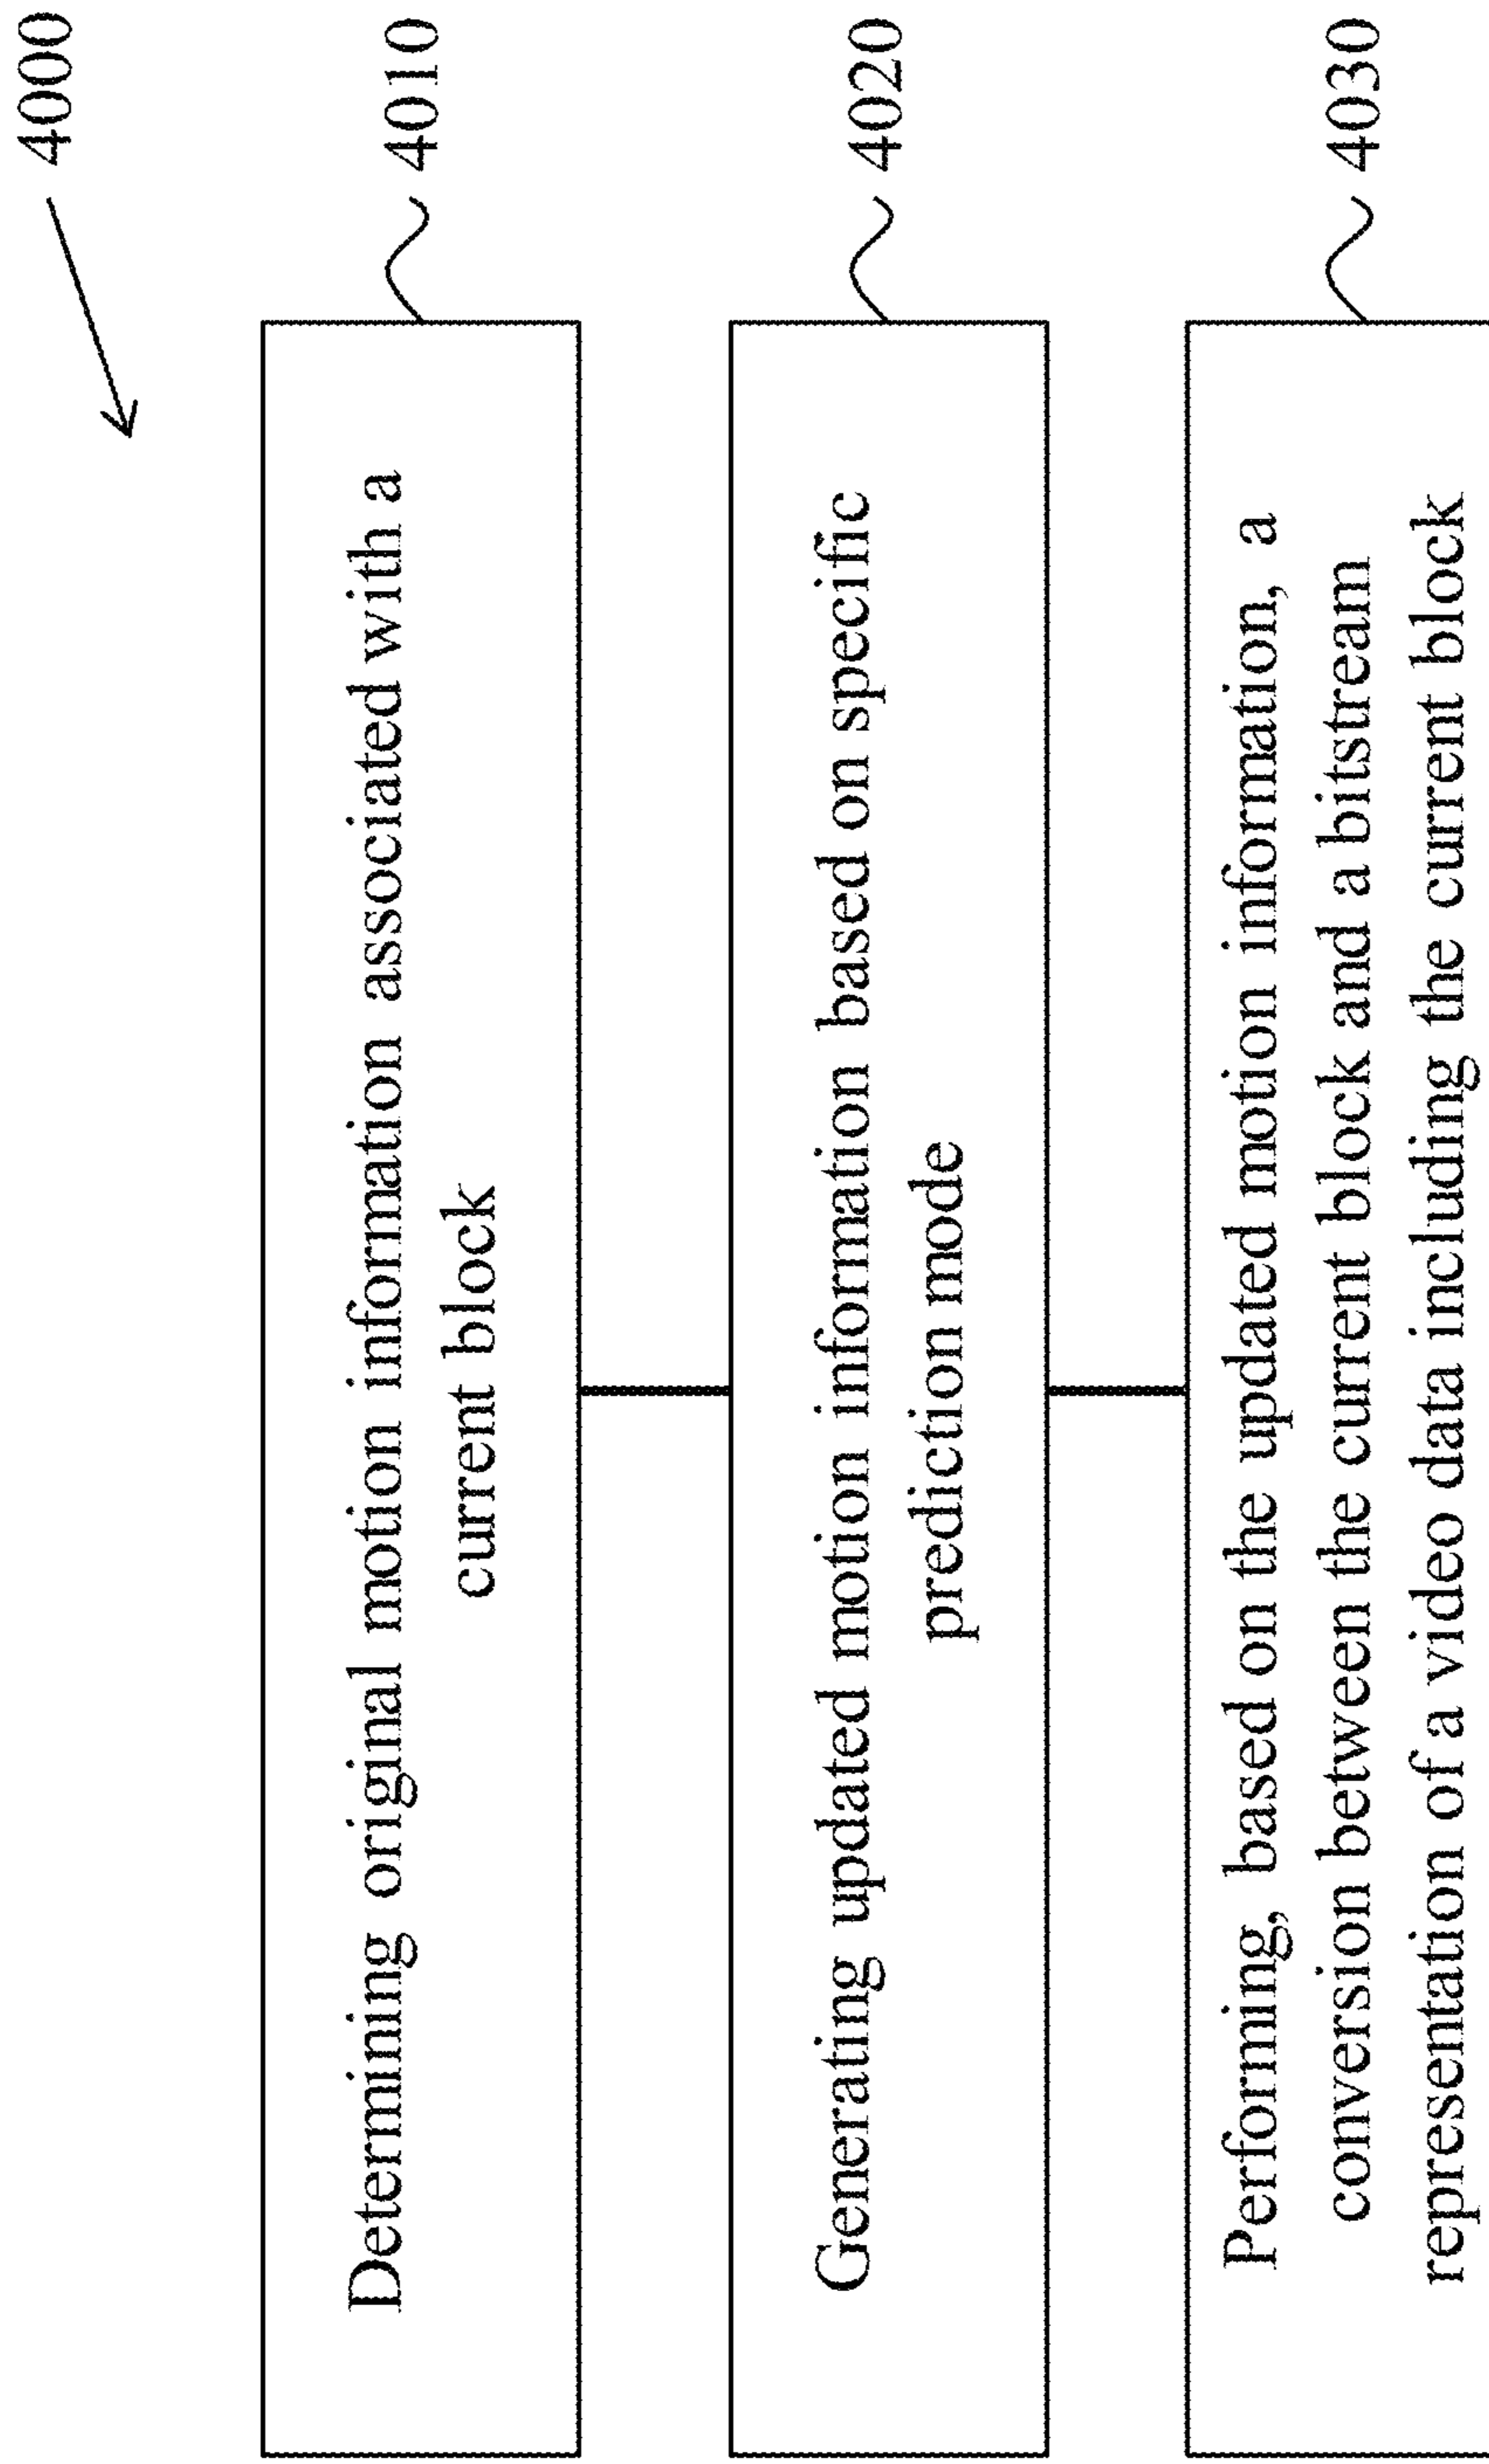 4000
Determining original motion information associated with a
current block
4010
Generating updated motion information based on specific
prediction mode
4020
Performing, based on the updated motion information, a
conversion between the current block and a bitstream
representation of a video data including the current block
4030